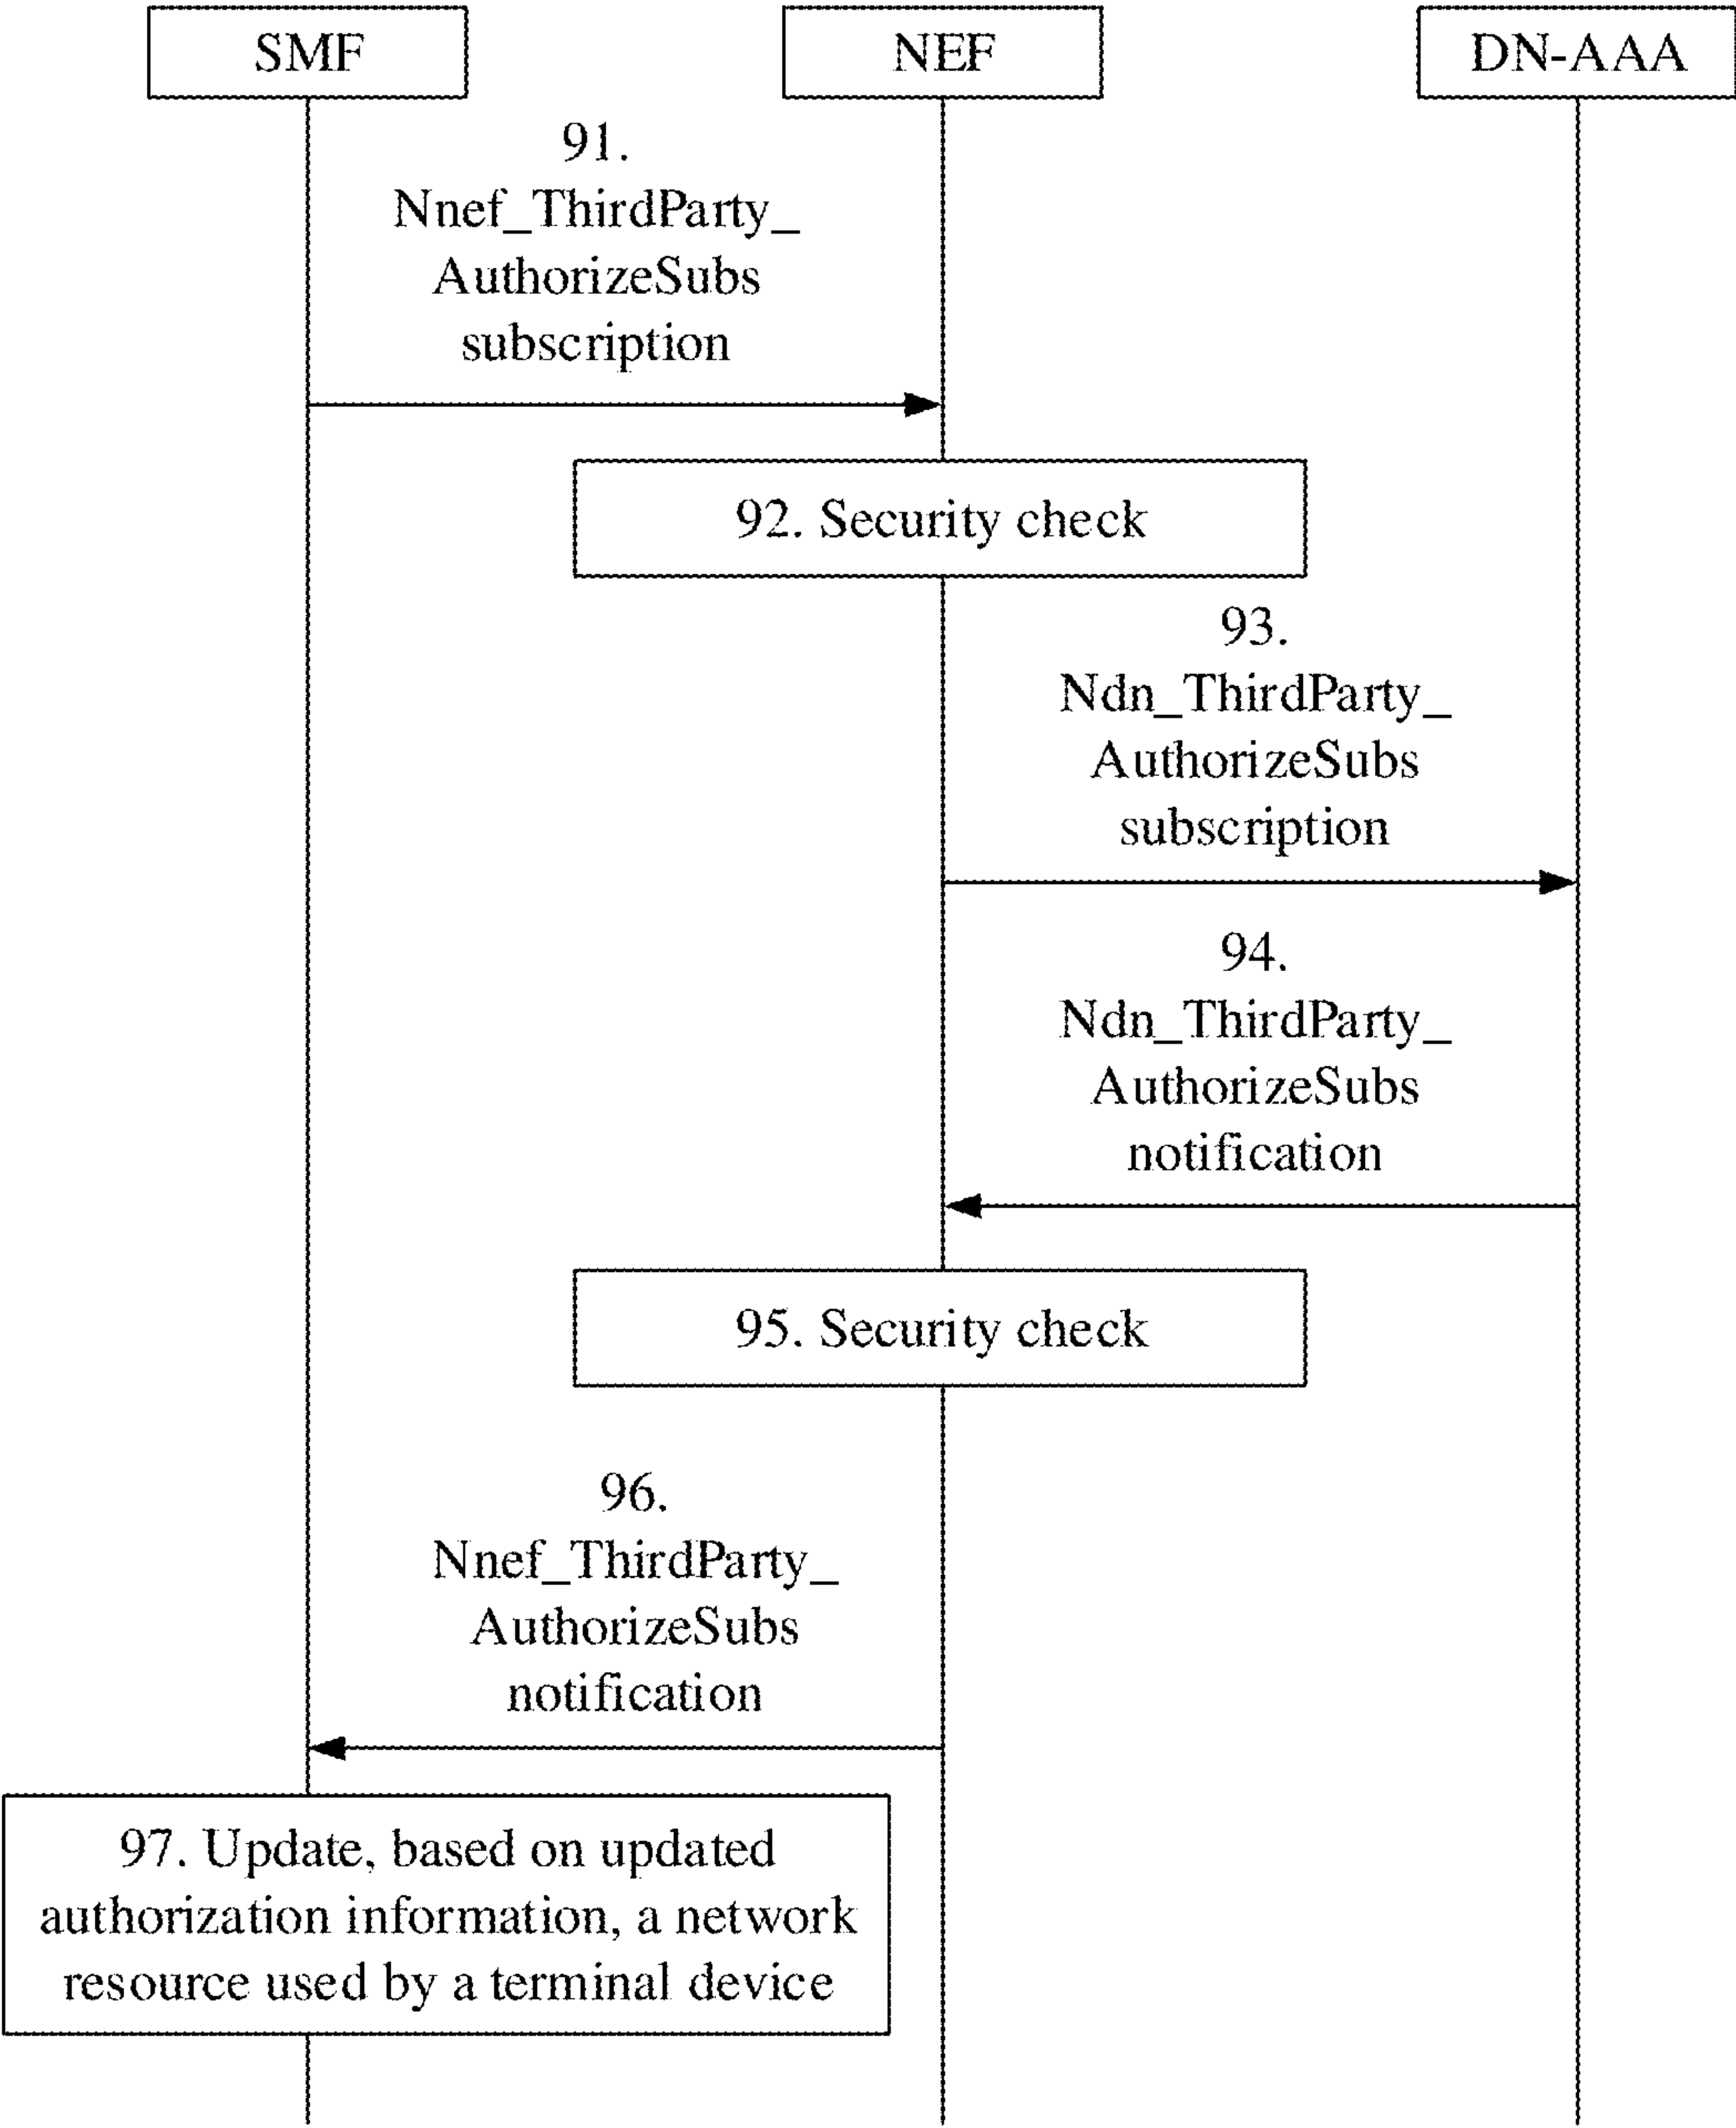 SMF
NEF
DN-AAA
91.
Nnef_ThirdParty_
AuthorizeSubs
subscription
92. Security check
93.
Ndn_ThirdParty_
AuthorizeSubs
subscription
94.
Ndn_ThirdParty_
AuthorizeSubs
notification
95. Security check
96.
Nnef_ThirdParty_
AuthorizeSubs
notification
97. Update, based on updated
authorization information, a network
resource used by a terminal device